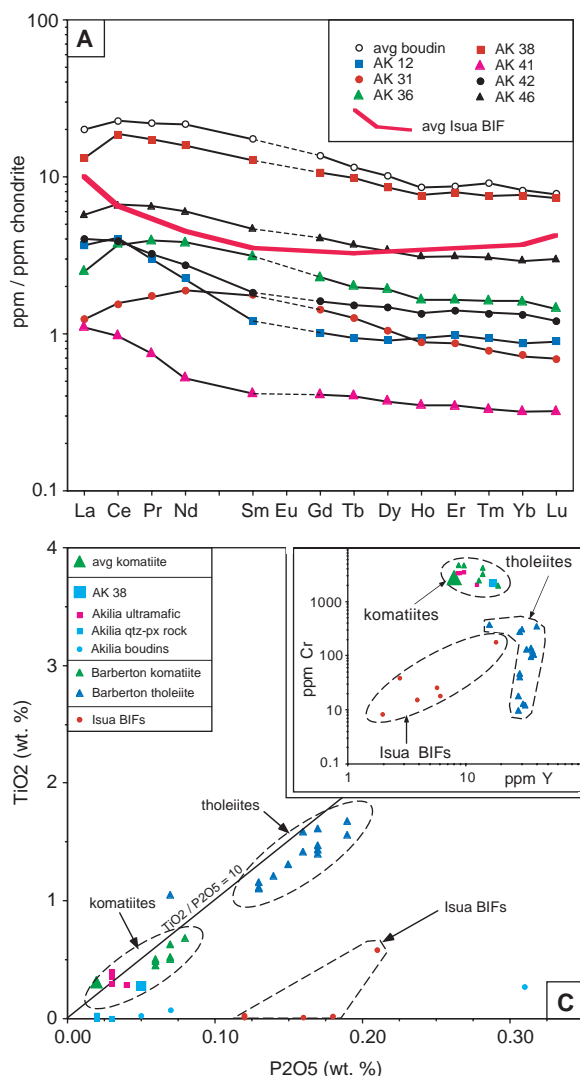 A
avg boudin
AK 12
AK 31
AK 36
AK 38
AK 41
AK 42
AK 46
avg Isua BIF
ppm / ppm chondrite
100
10
1
0.1
La Ce Pr Nd Sm Eu Gd Tb Dy Ho Er Tm Yb Lu
4
3
2
1
0
TiO2 (wt. %)
avg komatiite
AK 38
Akilia ultramafic
Akilia qtz-px rock
Akilia boudins
Barberton komatiite
Barberton tholeiite
Isua BIFs
tholeiites
komatiites
Isua BIFs
ppm Cr
1000
100
10
0.1
1
10
ppm Y
tholeiites
komatiites
TiO2 / P2O5 = 10
Isua BIFs
C
0.00 0.10 0.20 0.30
P2O5 (wt. %)